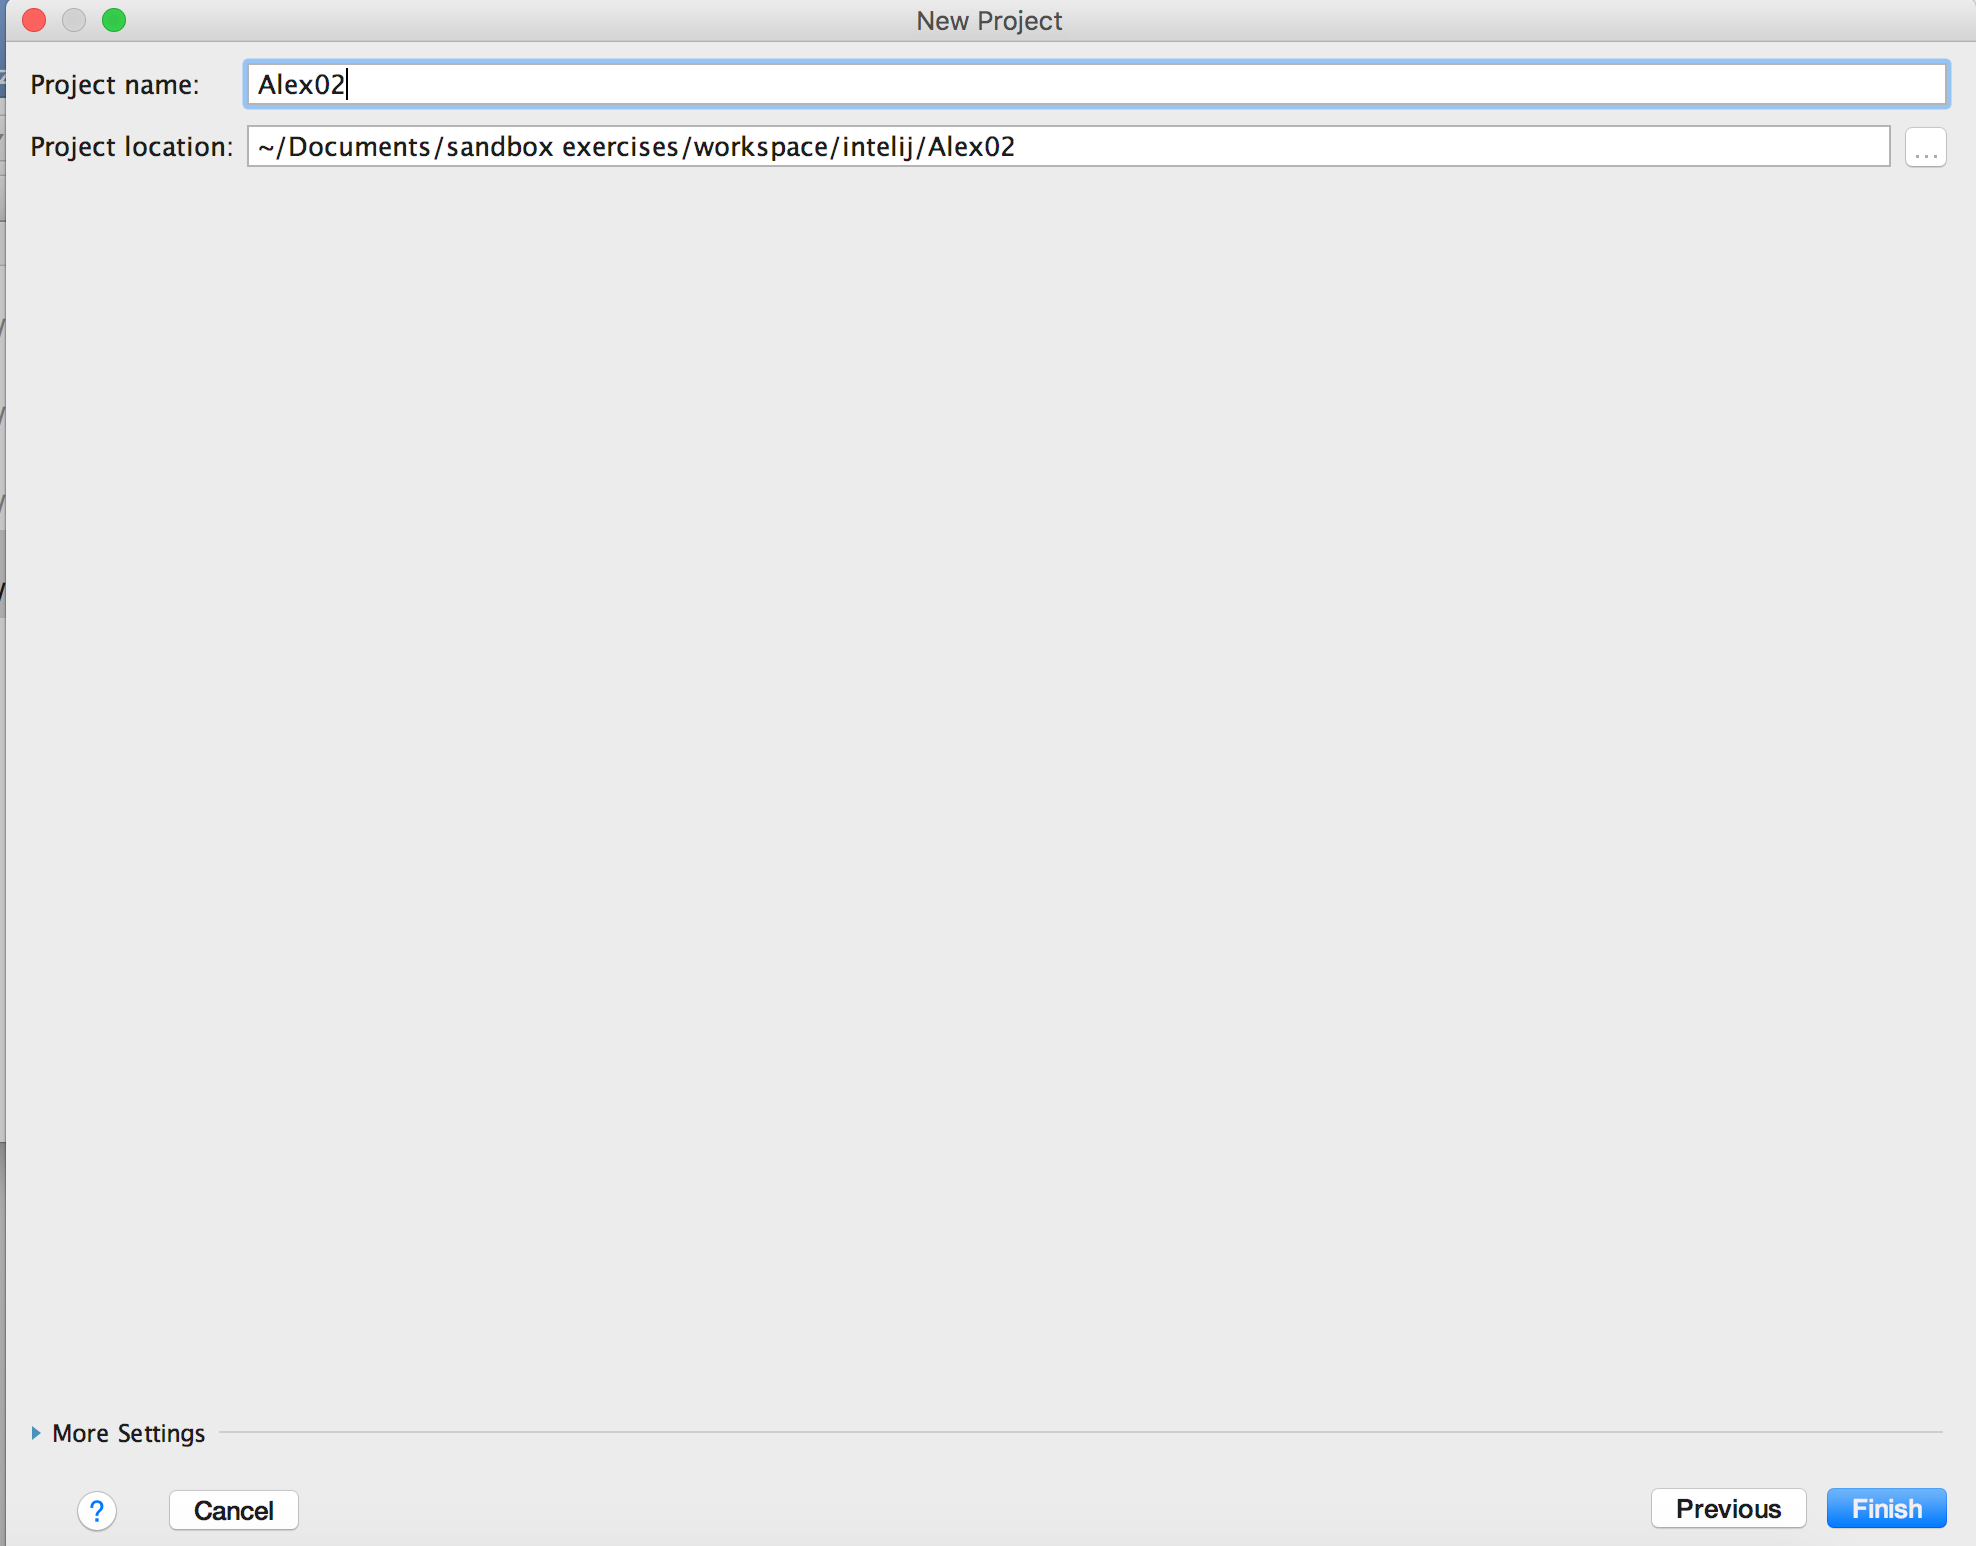 New Project
Project name: Alex02
Project location: ~/Documents/sandbox exercises/workspace/intelij/Alex02 ...
More Settings
? Cancel Previous Finish